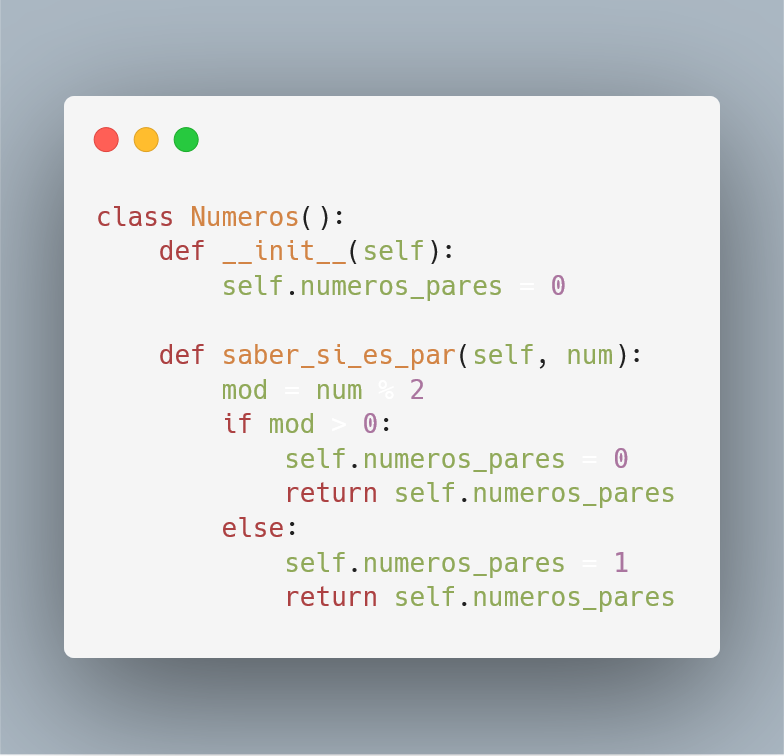 class Numeros():
    def __init__(self):
        self.numeros_pares = 0

    def saber_si_es_par(self, num):
        mod = num % 2
        if mod > 0:
            self.numeros_pares = 0
            return self.numeros_pares
        else:
            self.numeros_pares = 1
            return self.numeros_pares